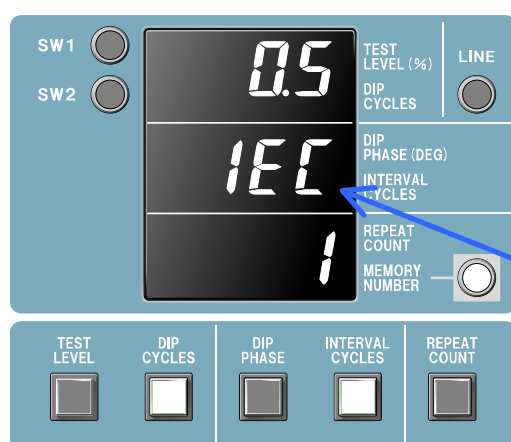 SW1
SW2
0.5
TEST
LEVEL (%)
DIP
CYCLES
LINE
IEC
DIP
PHASE (DEG)
INTERVAL
CYCLES
1
REPEAT
COUNT
MEMORY
NUMBER
TEST
LEVEL
DIP
CYCLES
DIP
PHASE
INTERVAL
CYCLES
REPEAT
COUNT